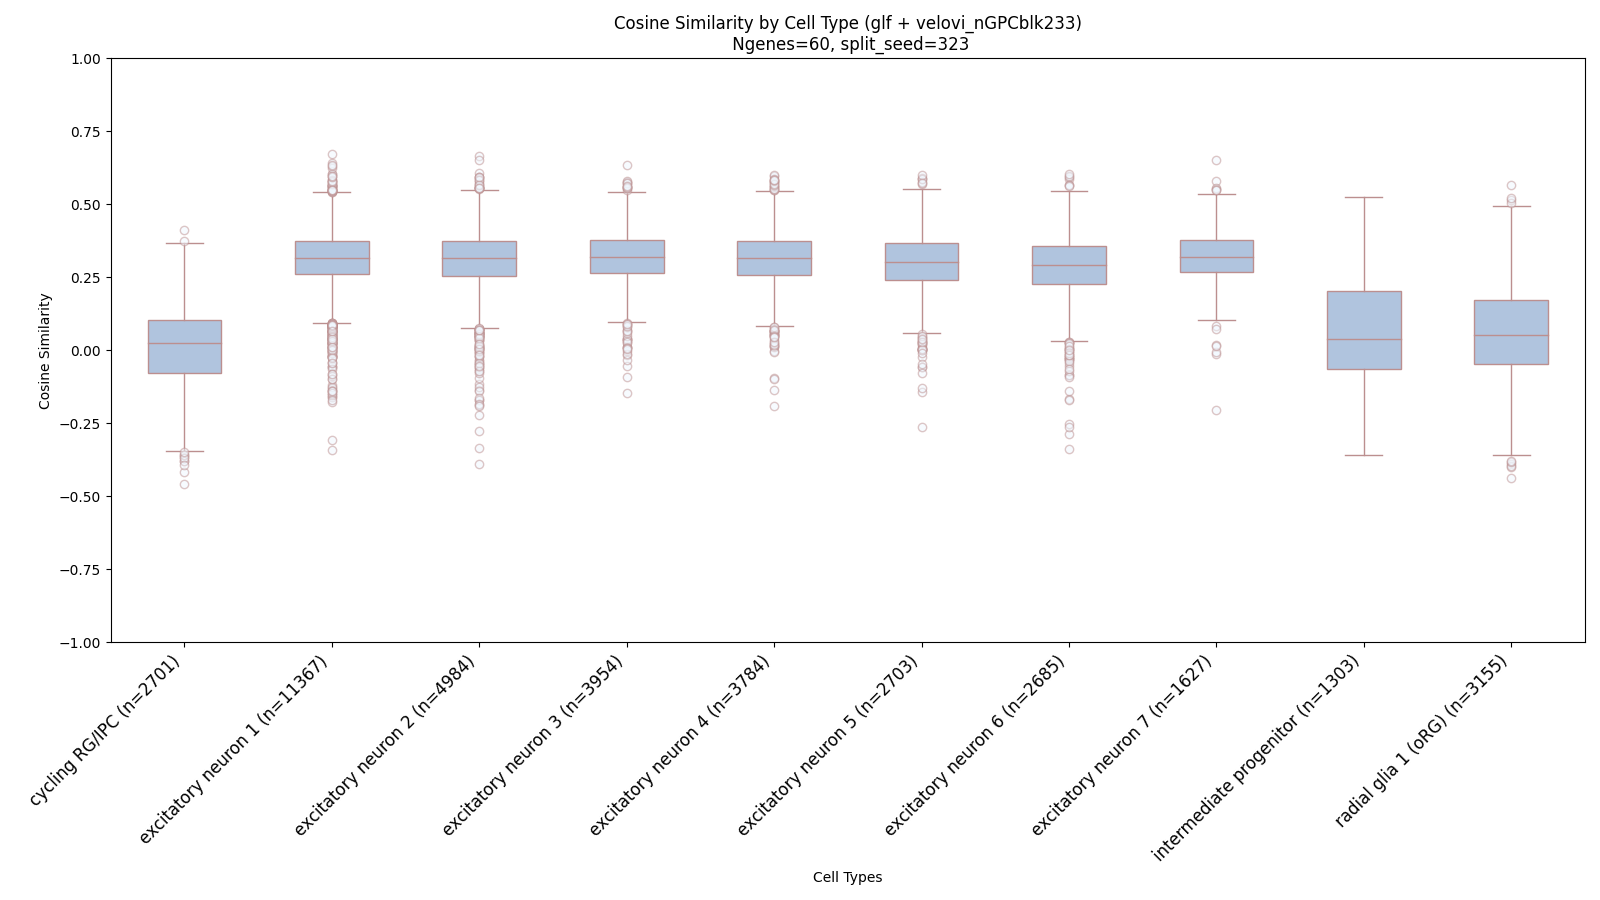 Cosine Similarity by Cell Type (glf + velovi_nGPCblk233)
Ngenes=60, split_seed=323
1.00
0.75
0.50
0.25
0.00
−0.25
−0.50
−0.75
−1.00
Cosine Similarity
cycling RG/IPC (n=2701)
excitatory neuron 1 (n=11367)
excitatory neuron 2 (n=4984)
excitatory neuron 3 (n=3954)
excitatory neuron 4 (n=3784)
excitatory neuron 5 (n=2703)
excitatory neuron 6 (n=2685)
excitatory neuron 7 (n=1627)
intermediate progenitor (n=1303)
radial glia 1 (oRG) (n=3155)
Cell Types